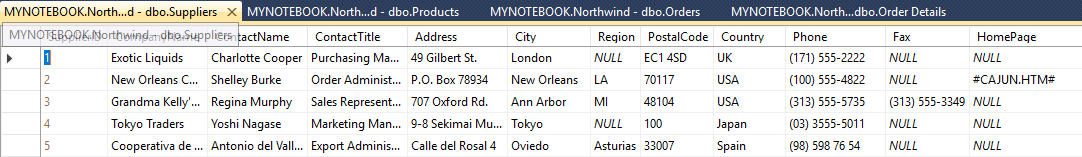 MYNOTEBOOK.North...d - dbo.Suppliers MYNOTEBOOK.North...d - dbo.Products MYNOTEBOOK.Northwind - dbo.Orders MYNOTEBOOK.Nor...dbo.Order Details
MYNOTEBOOK.Northwind - dbo.Suppliers
ContactName ContactTitle Address City Region PostalCode Country Phone Fax HomePage
1 Exotic Liquids Charlotte Cooper Purchasing Ma... 49 Gilbert St. London NULL EC1 4SD UK (171) 555-2222 NULL NULL
2 New Orleans C... Shelley Burke Order Administ... P.O. Box 78934 New Orleans LA 70117 USA (100) 555-4822 NULL #CAJUN.HTM#
3 Grandma Kelly'... Regina Murphy Sales Represent... 707 Oxford Rd. Ann Arbor MI 48104 USA (313) 555-5735 (313) 555-3349 NULL
4 Tokyo Traders Yoshi Nagase Marketing Man... 9-8 Sekimai Mu... Tokyo NULL 100 Japan (03) 3555-5011 NULL NULL
5 Cooperativa de ... Antonio del Vall... Export Adminis... Calle del Rosal 4 Oviedo Asturias 33007 Spain (98) 598 76 54 NULL NULL